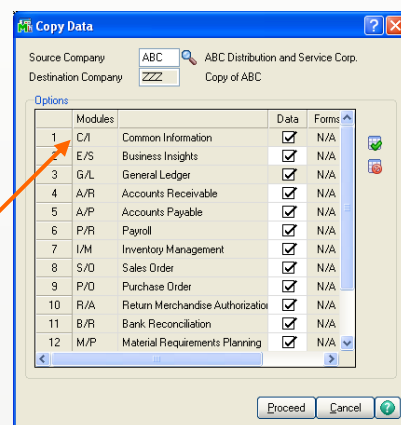 Copy Data
Source Company ABC ABC Distribution and Service Corp.
Destination Company ZZZ Copy of ABC
Options
Modules Data Forms
1 C/I Common Information N/A
2 E/S Business Insights N/A
3 G/L General Ledger N/A
4 A/R Accounts Receivable N/A
5 A/P Accounts Payable N/A
6 P/R Payroll N/A
7 I/M Inventory Management N/A
8 S/O Sales Order N/A
9 P/O Purchase Order N/A
10 R/A Return Merchandise Authorizatio N/A
11 B/R Bank Reconciliation N/A
12 M/P Material Requirements Planning N/A
Proceed Cancel